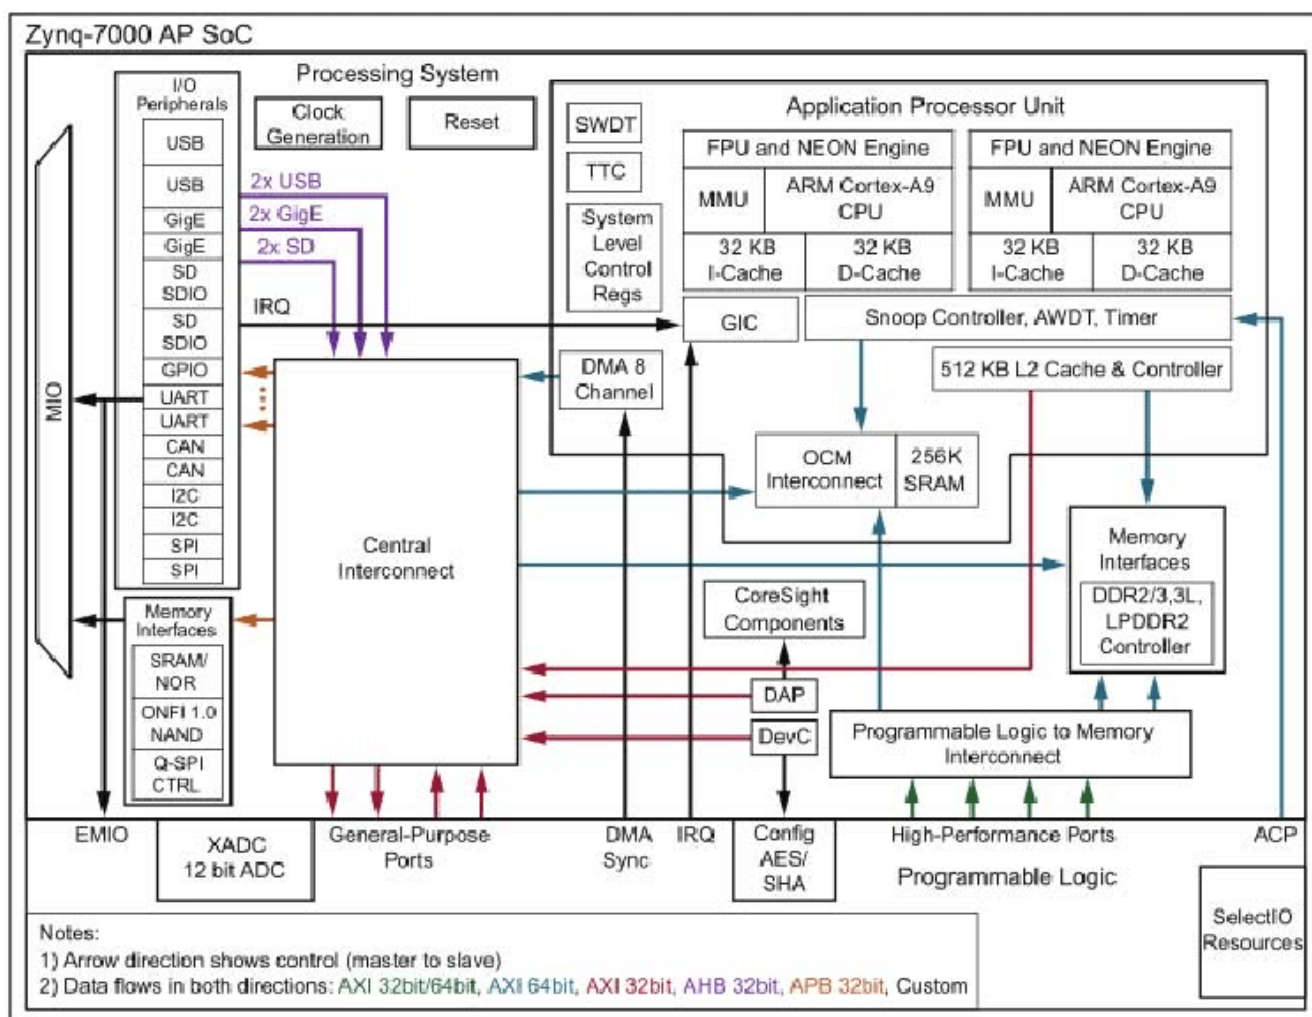 Zynq-7000 AP SoC
Processing System
I/O
Peripherals
USB
USB
GigE
GigE
SD
SDIO
SD
SDIO
GPIO
UART
UART
CAN
CAN
I2C
I2C
SPI
SPI
MIO
Clock
Generation
Reset
2x USB
2x GigE
2x SD
IRQ
Application Processor Unit
SWDT
TTC
System
Level
Control
Regs
FPU and NEON Engine
MMU
ARM Cortex-A9
CPU
32 KB
I-Cache
32 KB
D-Cache
FPU and NEON Engine
MMU
ARM Cortex-A9
CPU
32 KB
I-Cache
32 KB
D-Cache
GIC
Snoop Controller, AWDT, Timer
DMA 8
Channel
512 KB L2 Cache & Controller
OCM
Interconnect
256K
SRAM
Central
Interconnect
Memory
Interfaces
DDR2/3,3L,
LPDDR2
Controller
CoreSight
Components
DAP
DevC
Programmable Logic to Memory
Interconnect
Memory
Interfaces
SRAM/
NOR
ONFI 1.0
NAND
Q-SPI
CTRL
EMIO
XADC
12 bit ADC
General-Purpose
Ports
DMA
Sync
IRQ
Config
AES/
SHA
High-Performance Ports
ACP
Programmable Logic
SelectIO
Resources
Notes:
1) Arrow direction shows control (master to slave)
2) Data flows in both directions: AXI 32bit/64bit, AXI 64bit, AXI 32bit, AHB 32bit, APB 32bit, Custom